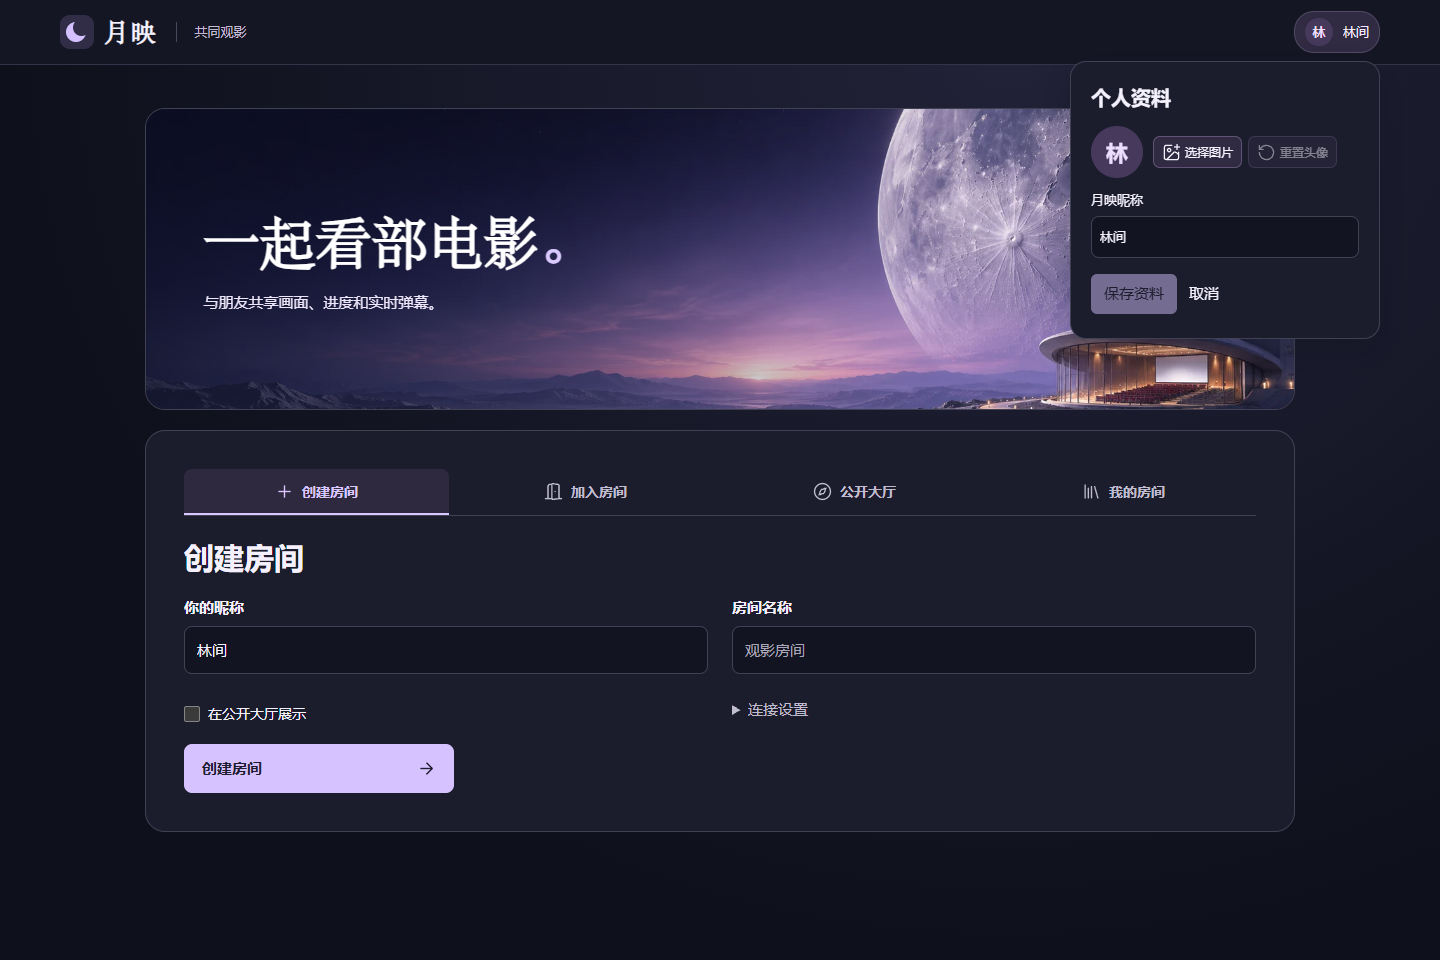 月映
共同观影
林 林间
个人资料
林 选择图片 重置头像
月映昵称
林间
保存资料 取消
一起看部电影。
与朋友共享画面、进度和实时弹幕。
创建房间 加入房间 公开大厅 我的房间
创建房间
你的昵称 房间名称
林间 观影房间
在公开大厅展示 连接设置
创建房间